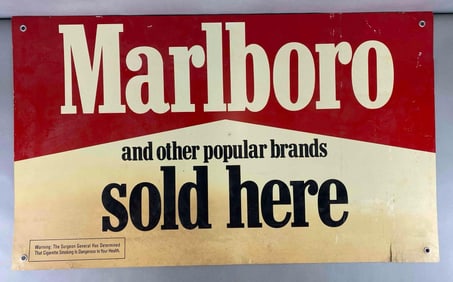 Marlboro
and other popular brands
sold here
Warning: The Surgeon General Has Determined
That Cigarette Smoking Is Dangerous to Your Health.